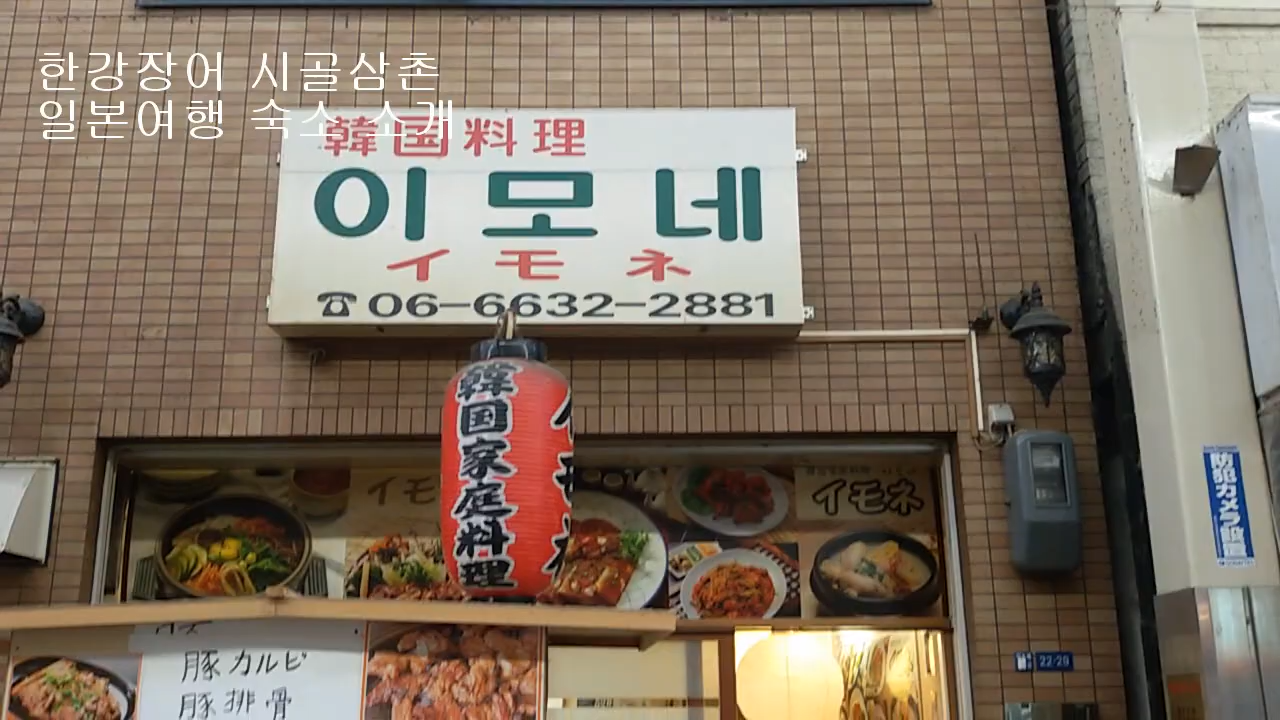 한강장어 시골삼촌
일본여행 숙소 소개
韓国料理
이모네
イモネ
☎06-6632-2881
韓国家庭料理
イモネ
イモネ
豚カルビ
豚排骨
防犯カメラ設置
22-29